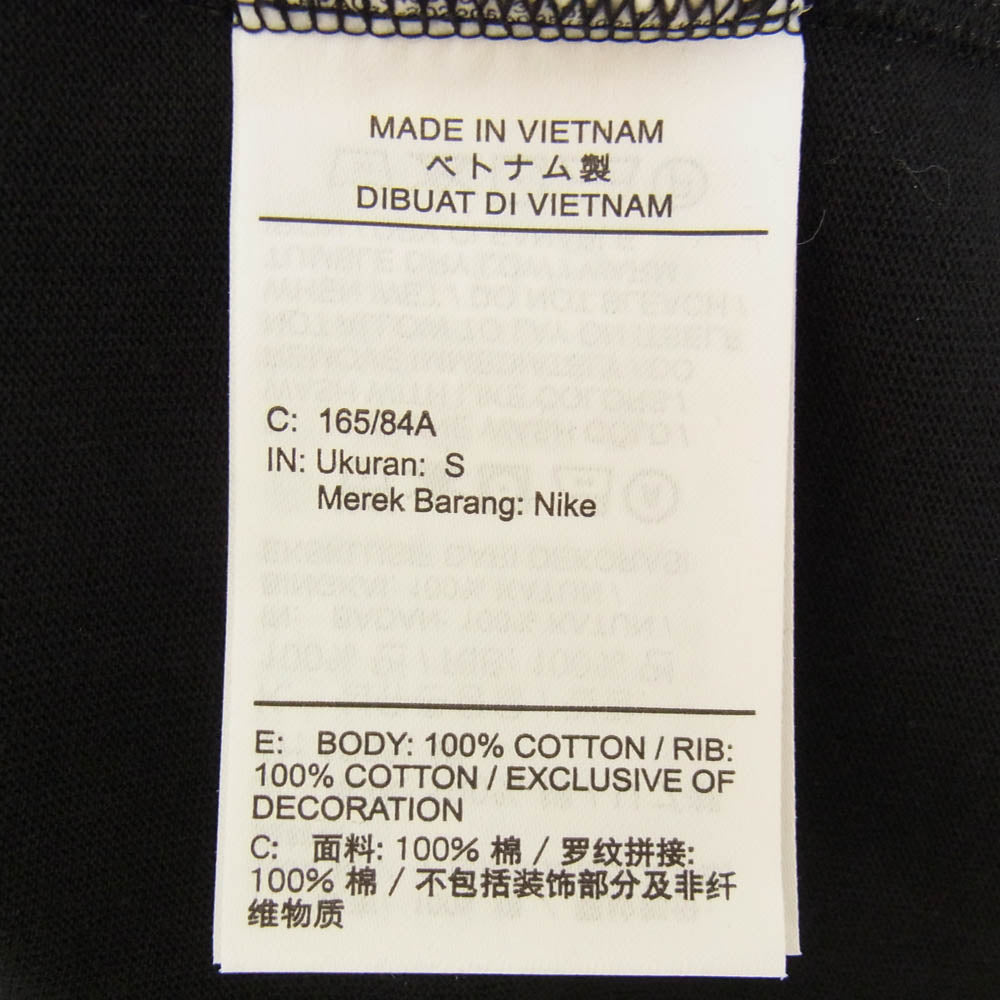 MADE IN VIETNAM
ベトナム製
DIBUAT DI VIETNAM
C: 165/84A
IN: Ukuran: S
Merek Barang: Nike
E: BODY: 100% COTTON / RIB:
100% COTTON / EXCLUSIVE OF
DECORATION
C: 面料: 100% 棉 / 罗纹拼接:
100% 棉 / 不包括装饰部分及非纤
维物质